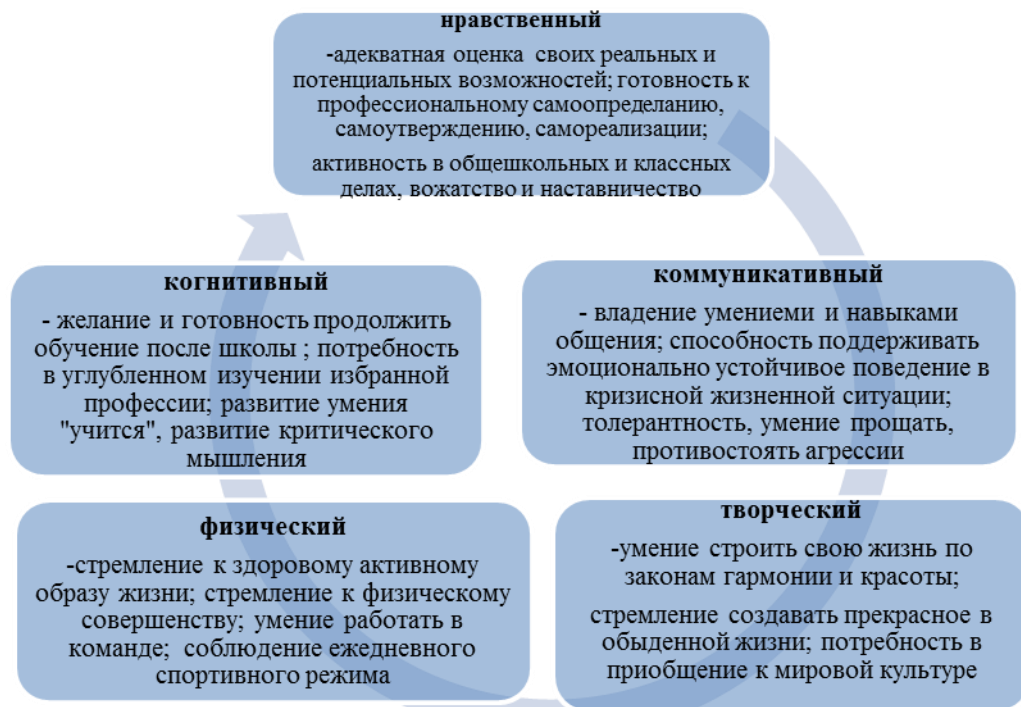 нравственный
-адекватная оценка своих реальных и
потенциальных возможностей; готовность к
профессиональному самоопределанию,
самоутверждению, самореализации;
активность в общешкольных и классных
делах, вожатство и наставничество
коммуникативный
- владение умениеми и навыками
общения; способность поддерживать
эмоционально устойчивое поведение в
кризисной жизненной ситуации;
толерантность, умение прощать,
противостоять агрессии
творческий
-умение строить свою жизнь по
законам гармонии и красоты;
стремление создавать прекрасное в
обыденной жизни; потребность в
приобщение к мировой культуре
физический
-стремление к здоровому активному
образу жизни; стремление к физическому
совершенству; умение работать в
команде; соблюдение ежедневного
спортивного режима
когнитивный
- желание и готовность продолжить
обучение после школы ; потребность
в углубленном изучении избранной
профессии; развитие умения
"учится", развитие критического
мышления